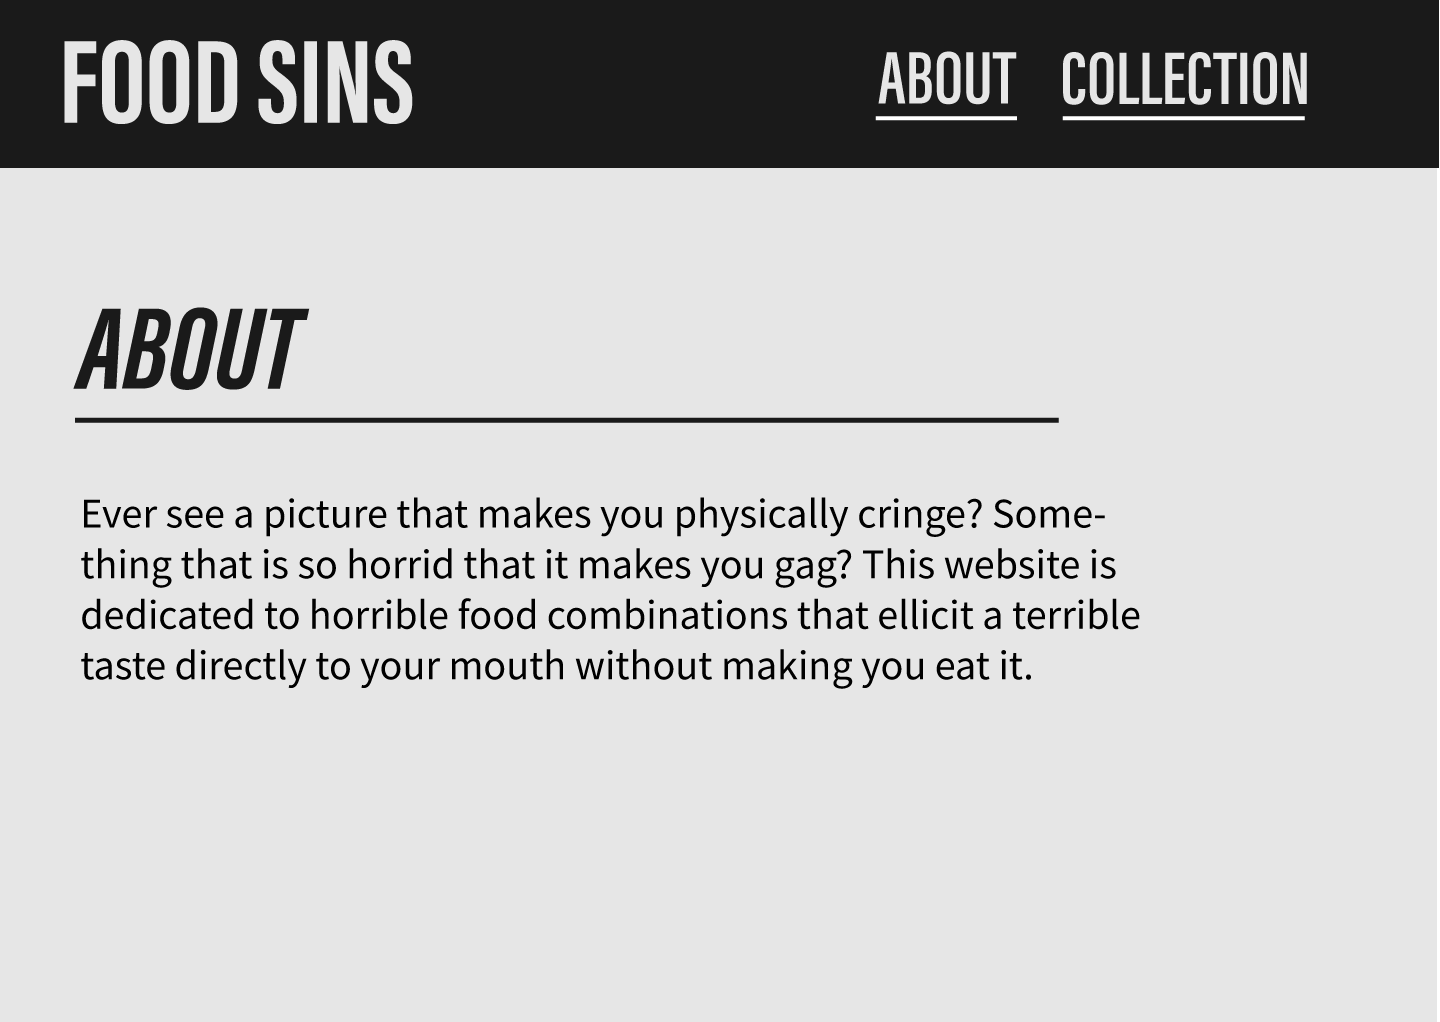 FOOD SINS
ABOUT COLLECTION
ABOUT
Ever see a picture that makes you physically cringe? Some-
thing that is so horrid that it makes you gag? This website is
dedicated to horrible food combinations that ellicit a terrible
taste directly to your mouth without making you eat it.